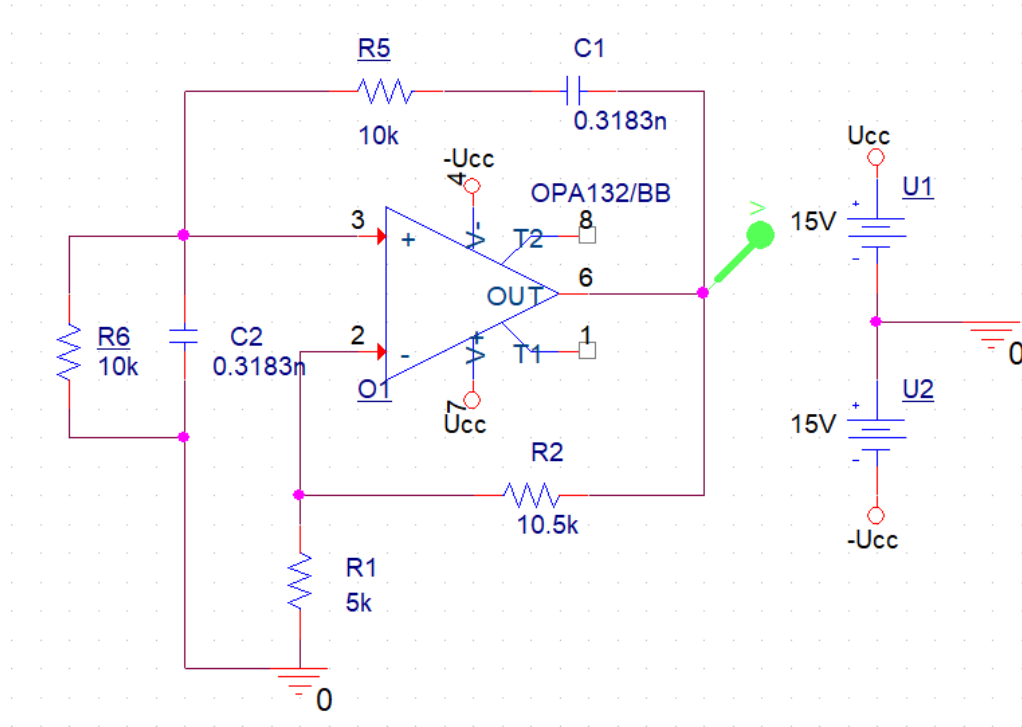 R5
C1
10k
0.3183n
-Ucc
4
OPA132/BB
3
+
V-
T2
8
OUT
6
R6
10k
C2
0.3183n
2
-
V+
T1
1
O1
7
Ucc
R2
10.5k
R1
5k
0
V
Ucc
U1
15V
+
-
0
U2
15V
+
-
-Ucc